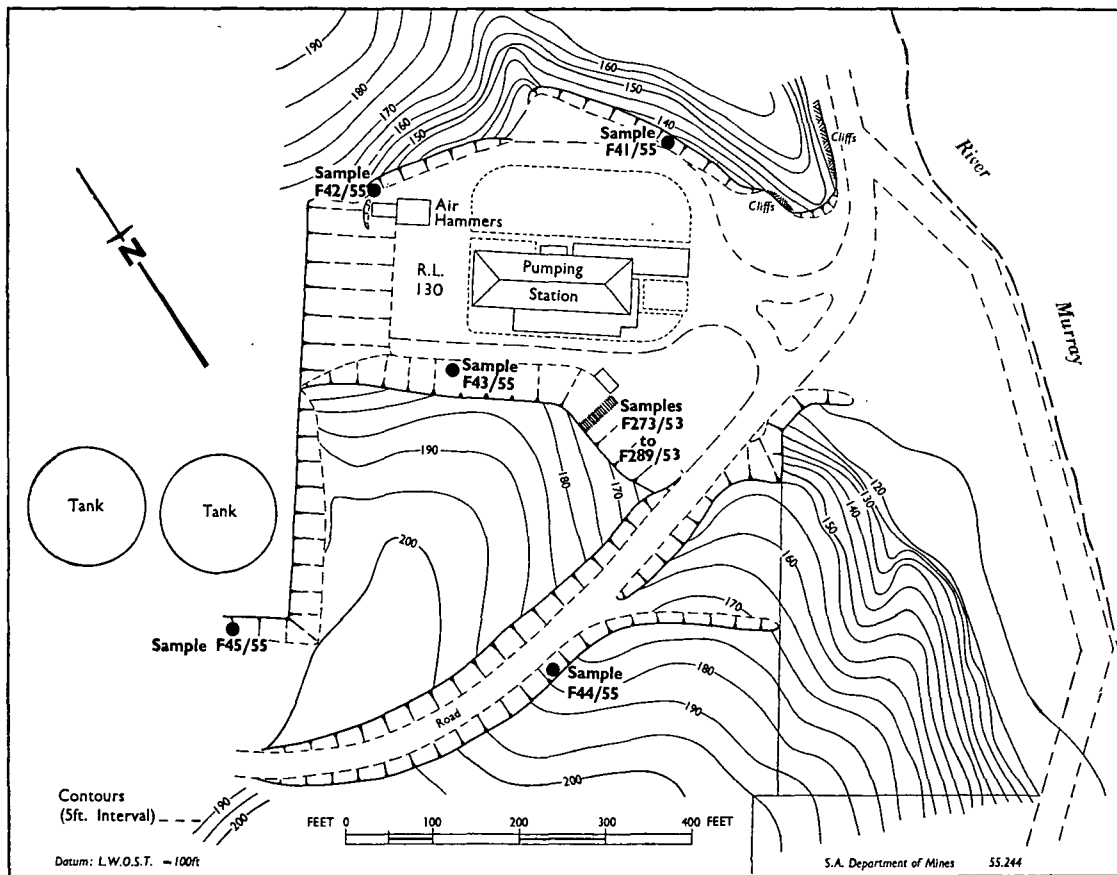 190
180
170
160
150
160
150
140
Cliffs
Cliffs
River
Murray
Sample
F41/55
Sample
F42/55
Air
Hammers
N
R.L.
130
Pumping
Station
Sample
F43/55
Samples
F273/53
to
F289/53
190
180
170
200
120
130
140
150
160
170
180
190
200
Tank
Tank
Sample F45/55
Sample
F44/55
Road
Contours
(5ft. Interval)
190
200
FEET 0 100 200 300 400 FEET
Datum: L.W.O.S.T. = 100ft
S.A. Department of Mines 55.244